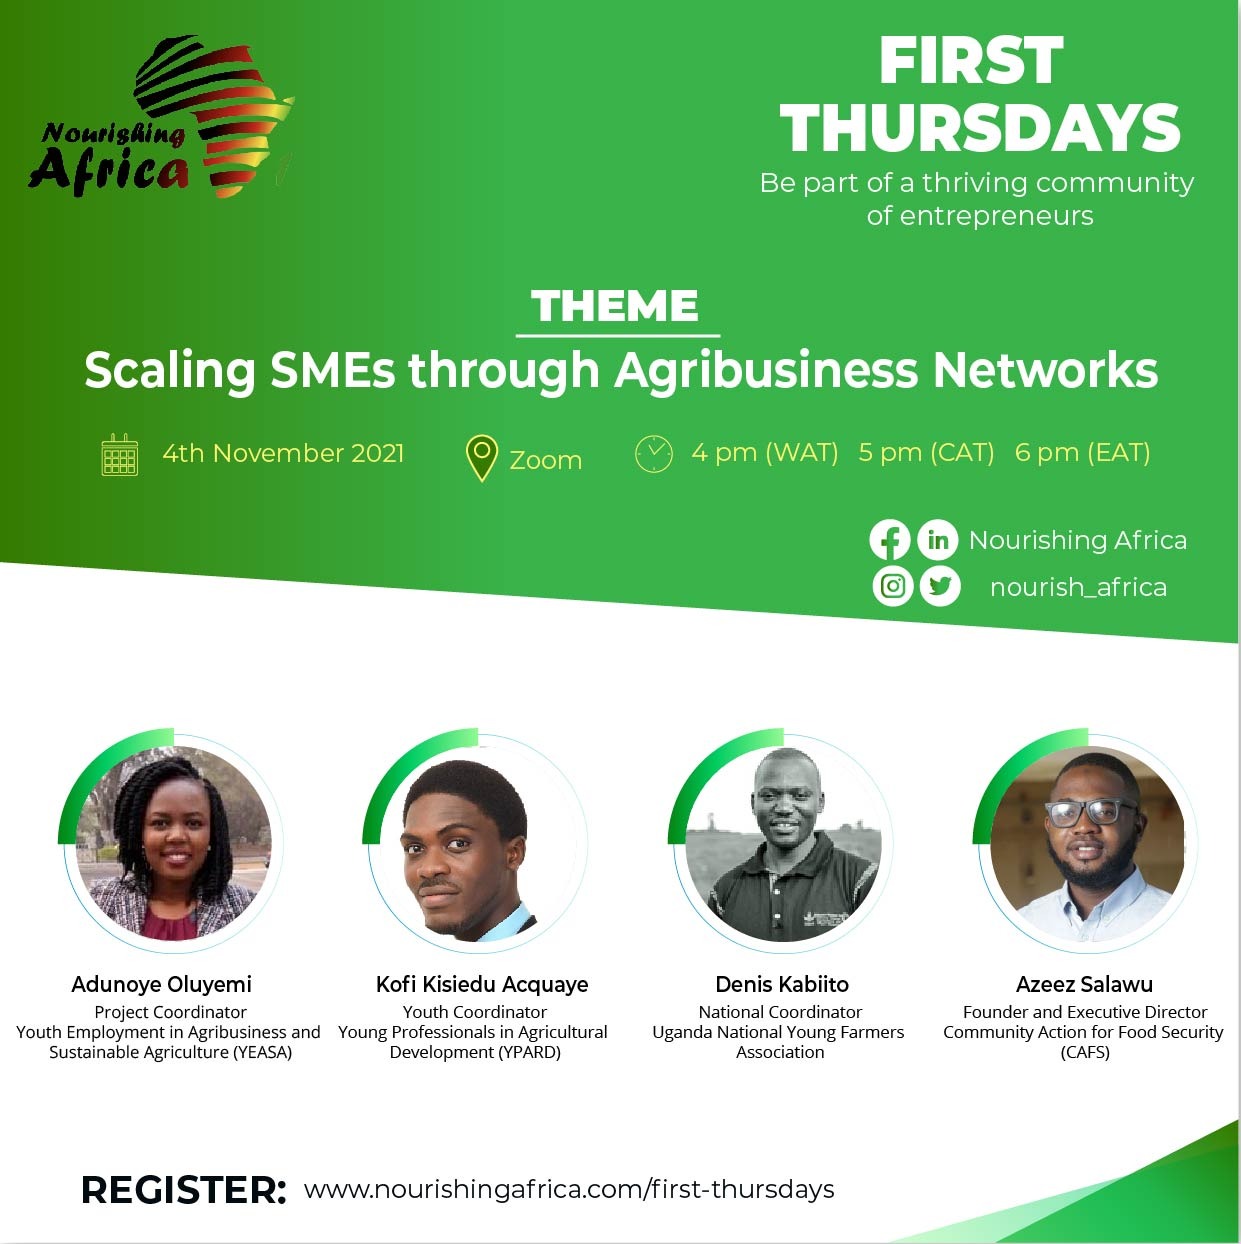 Nourishing
Africa
FIRST
THURSDAYS
Be part of a thriving community
of entrepreneurs
THEME
Scaling SMEs through Agribusiness Networks
4th November 2021
Zoom
4 pm (WAT) 5 pm (CAT) 6 pm (EAT)
Nourishing Africa
nourish_africa
Adunoye Oluyemi
Project Coordinator
Youth Employment in Agribusiness and
Sustainable Agriculture (YEASA)
Kofi Kisiedu Acquaye
Youth Coordinator
Young Professionals in Agricultural
Development (YPARD)
Denis Kabiito
National Coordinator
Uganda National Young Farmers
Association
Azeez Salawu
Founder and Executive Director
Community Action for Food Security
(CAFS)
REGISTER: www.nourishingafrica.com/first-thursdays